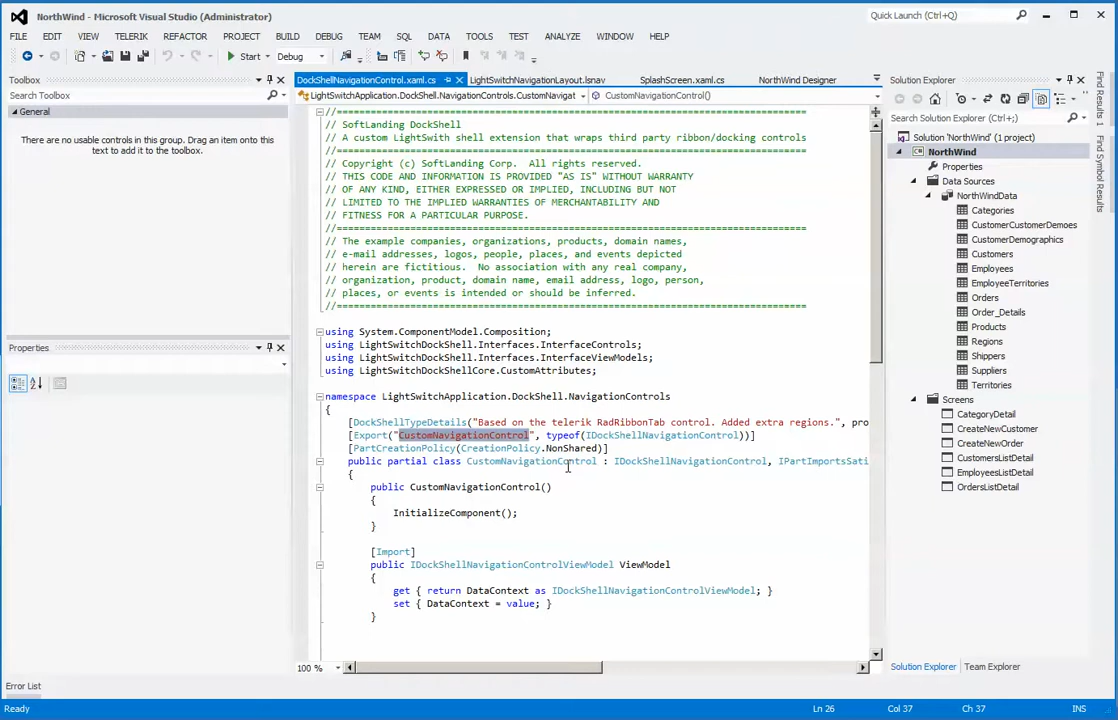 NorthWind - Microsoft Visual Studio (Administrator)
Quick Launch (Ctrl+Q)
FILE EDIT VIEW TELERIK REFACTOR PROJECT BUILD DEBUG TEAM SQL DATA TOOLS TEST ANALYZE WINDOW HELP
Start Debug
Toolbox
Search Toolbox
General
There are no usable controls in this group. Drag an item onto this
text to add it to the toolbox.
Properties
DockShellNavigationControl.xaml.cs LightSwitchNavigationLayout.lsnav SplashScreen.xaml.cs NorthWind Designer
LightSwitchApplication.DockShell.NavigationControls.CustomNavigat CustomNavigationControl()
//===================================================================================
// SoftLanding DockShell
// A custom LightSwith shell extension that wraps third party ribbon/docking controls
//===================================================================================
// Copyright (c) SoftLanding Corp.  All rights reserved.
// THIS CODE AND INFORMATION IS PROVIDED "AS IS" WITHOUT WARRANTY
// OF ANY KIND, EITHER EXPRESSED OR IMPLIED, INCLUDING BUT NOT
// LIMITED TO THE IMPLIED WARRANTIES OF MERCHANTABILITY AND
// FITNESS FOR A PARTICULAR PURPOSE.
//===================================================================================
// The example companies, organizations, products, domain names,
// e-mail addresses, logos, people, places, and events depicted
// herein are fictitious.  No association with any real company,
// organization, product, domain name, email address, logo, person,
// places, or events is intended or should be inferred.
//===================================================================================
using System.ComponentModel.Composition;
using LightSwitchDockShell.Interfaces.InterfaceControls;
using LightSwitchDockShell.Interfaces.InterfaceViewModels;
using LightSwitchDockShellCore.CustomAttributes;
namespace LightSwitchApplication.DockShell.NavigationControls
{
[DockShellTypeDetails("Based on the telerik RadRibbonTab control. Added extra regions.", pro
[Export("CustomNavigationControl", typeof(IDockShellNavigationControl))]
[PartCreationPolicy(CreationPolicy.NonShared)]
public partial class CustomNavigationControl : IDockShellNavigationControl, IPartImportsSati
{
public CustomNavigationControl()
{
InitializeComponent();
}
[Import]
public IDockShellNavigationControlViewModel ViewModel
{
get { return DataContext as IDockShellNavigationControlViewModel; }
set { DataContext = value; }
}
100 %
Solution Explorer
Search Solution Explorer (Ctrl+;)
Solution 'NorthWind' (1 project)
NorthWind
Properties
Data Sources
NorthWindData
Categories
CustomerCustomerDemoes
CustomerDemographics
Customers
Employees
EmployeeTerritories
Orders
Order_Details
Products
Regions
Shippers
Suppliers
Territories
Screens
CategoryDetail
CreateNewCustomer
CreateNewOrder
CustomersListDetail
EmployeesListDetail
OrdersListDetail
Solution Explorer Team Explorer
Find Results 1
Find Symbol Results
Error List
Ready Ln 26 Col 37 Ch 37 INS